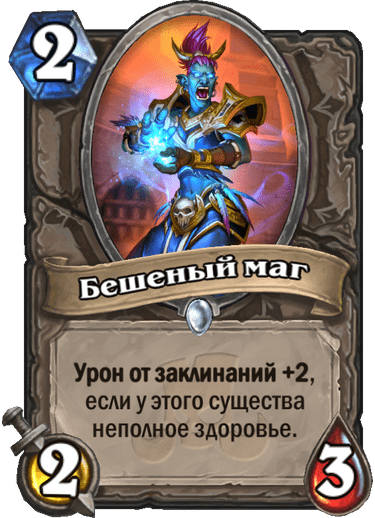 2
Бешеный маг
Урон от заклинаний +2,
если у этого существа
неполное здоровье.
2
3